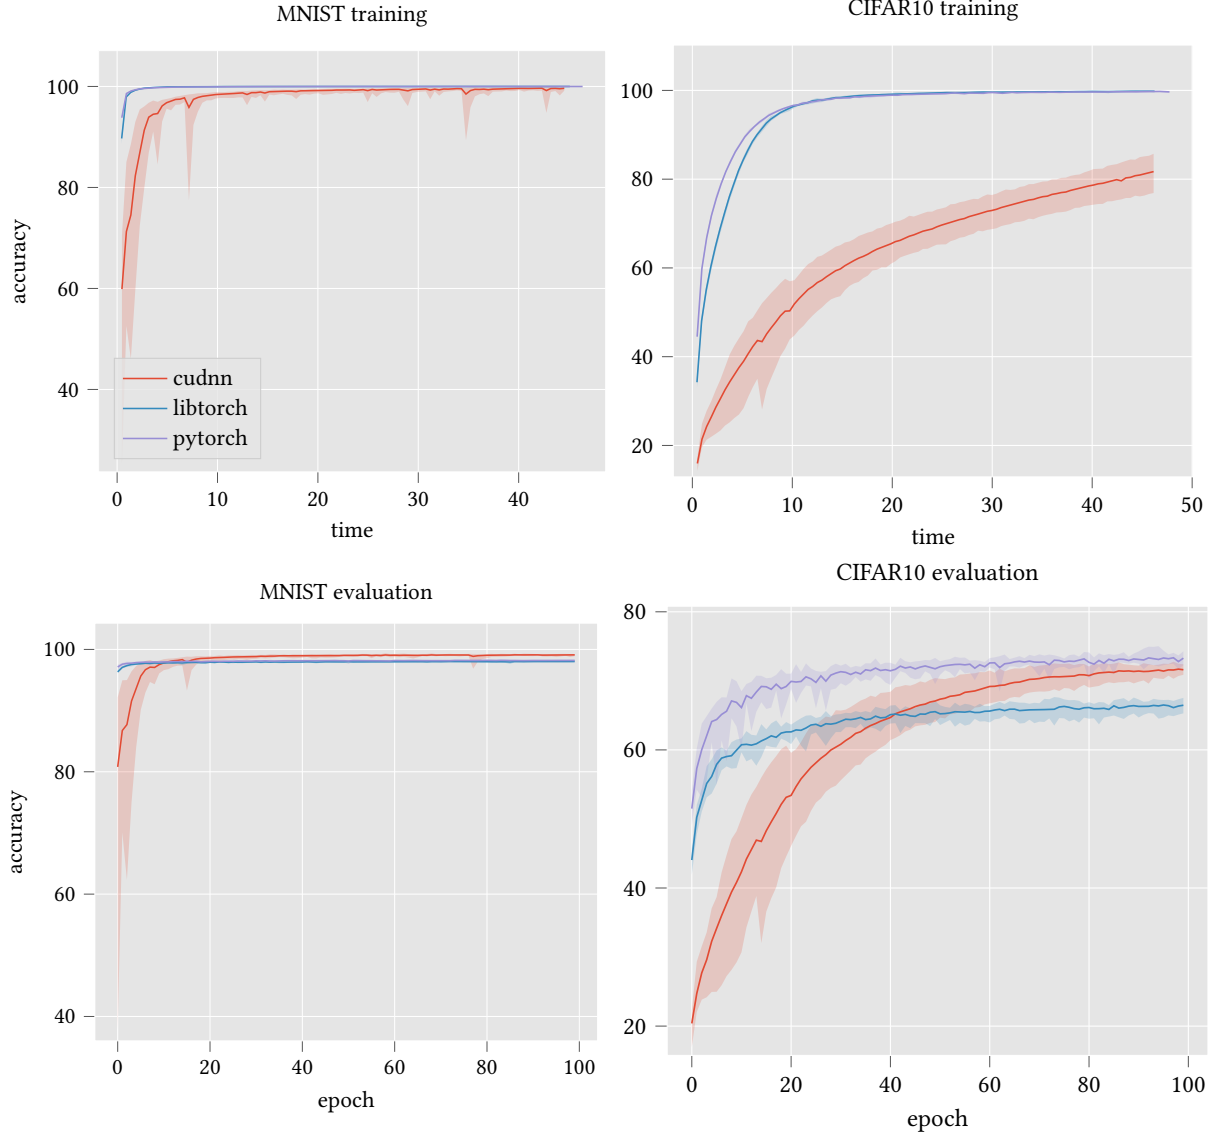 MNIST training
100
80
60
40
accuracy
cudnn
libtorch
pytorch
0 10 20 30 40
time
CIFAR10 training
100
80
60
40
20
0 10 20 30 40 50
time
MNIST evaluation
100
80
60
40
accuracy
0 20 40 60 80 100
epoch
CIFAR10 evaluation
80
60
40
20
0 20 40 60 80 100
epoch